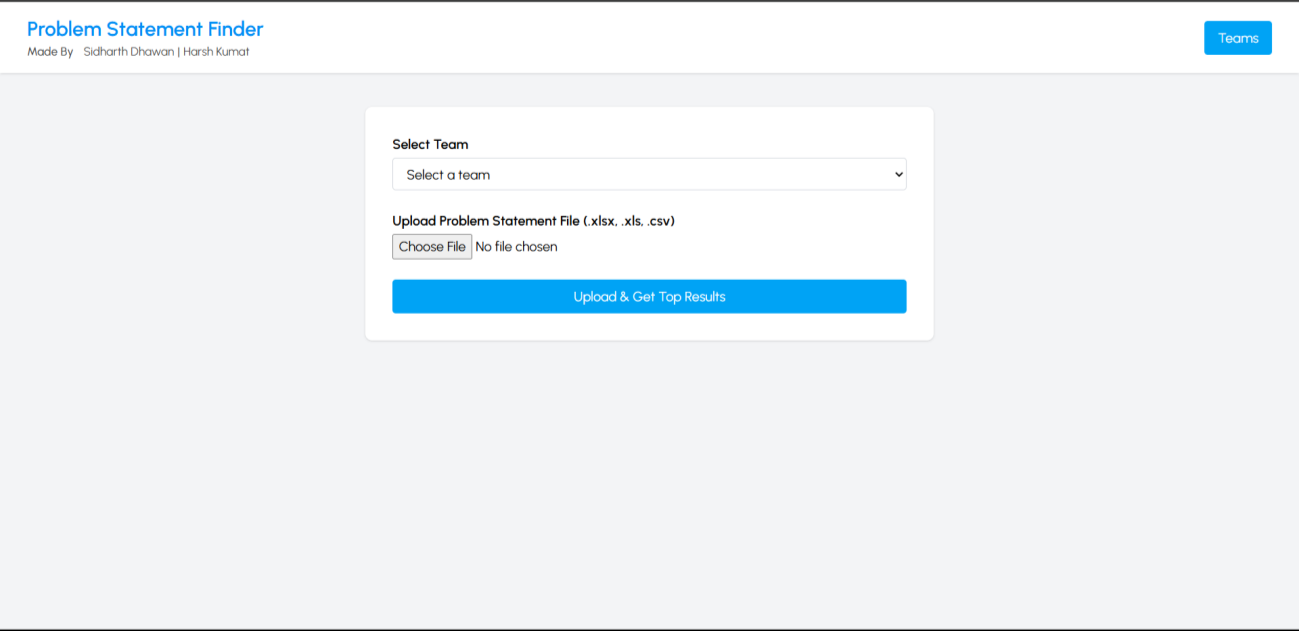 Problem Statement Finder
Made By Sidharth Dhawan | Harsh Kumat
Teams
Select Team
Select a team
Upload Problem Statement File (.xlsx, .xls, .csv)
Choose File No file chosen
Upload & Get Top Results